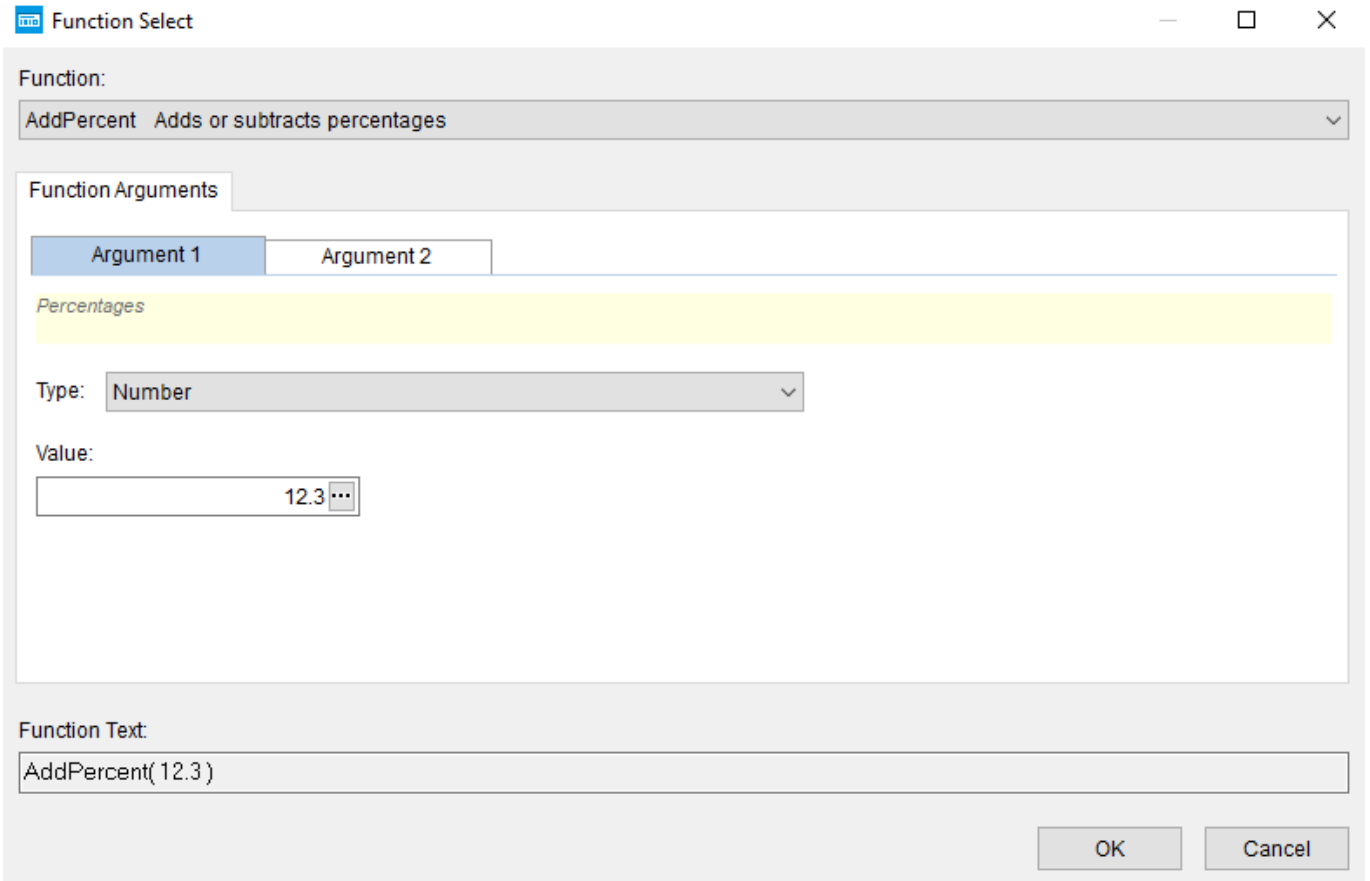 Function Select
Function:
AddPercent Adds or subtracts percentages
Function Arguments
Argument 1 Argument 2
Percentages
Type: Number
Value:
12.3 ...
Function Text:
AddPercent( 12.3 )
OK Cancel